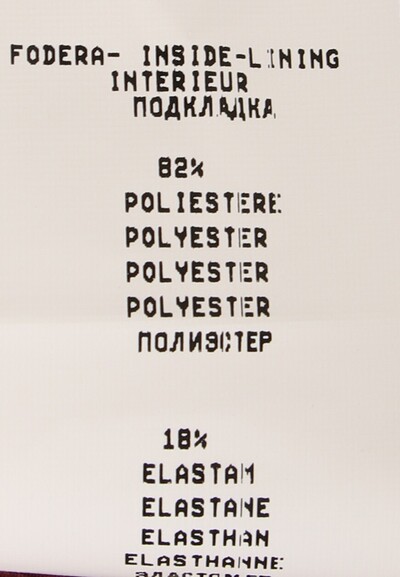 FODERA- INSIDE-LINING
INTERIEUR
ПОДКЛАДКА
82%
POLIESTERE
POLYESTER
POLYESTER
POLYESTER
ПОЛИЭСТЕР
18%
ELASTAM
ELASTANE
ELASTHAN
ELASTHANNE